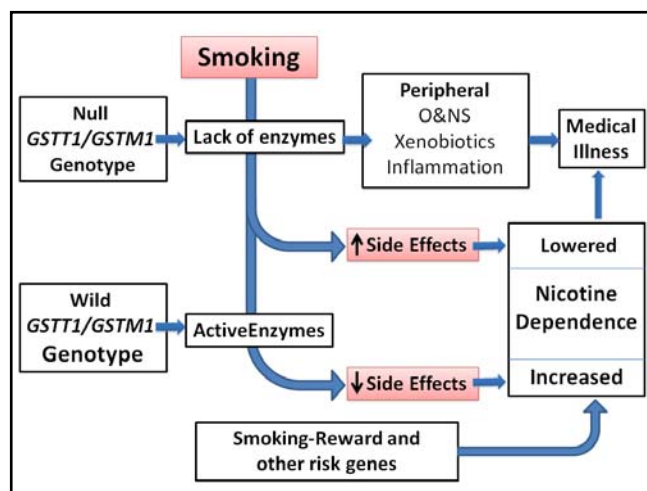 Smoking
Null
GSTT1/GSTM1
Genotype
Lack of enzymes
Peripheral
O&NS
Xenobiotics
Inflammation
Medical
Illness
↑ Side Effects
Lowered
Nicotine
Dependence
Increased
Wild
GSTT1/GSTM1
Genotype
ActiveEnzymes
↓ Side Effects
Smoking-Reward and
other risk genes